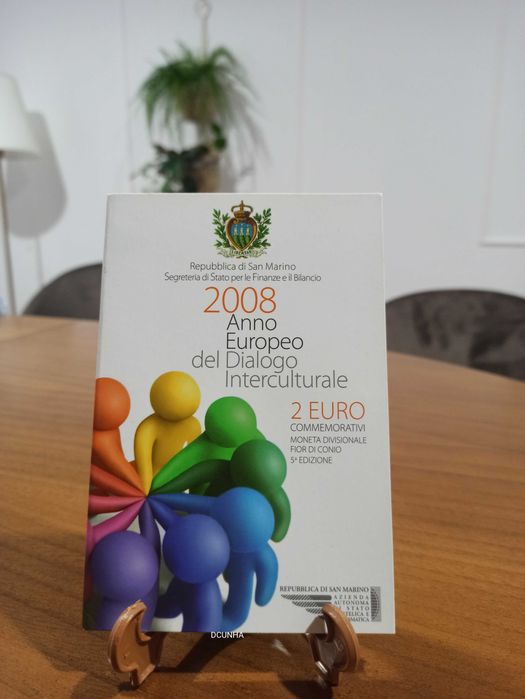 Repubblica di San Marino
Segreteria di Stato per le Finanze e il Bilancio
2008
Anno
Europeo
del Dialogo
Interculturale
2 EURO
COMMEMORATIVI
MONETA DIVISIONALE
FIOR DI CONIO
5ª EDIZIONE
REPUBBLICA DI SAN MARINO
AZIENDA
AUTONOMA
DI STATO
DCUNHA